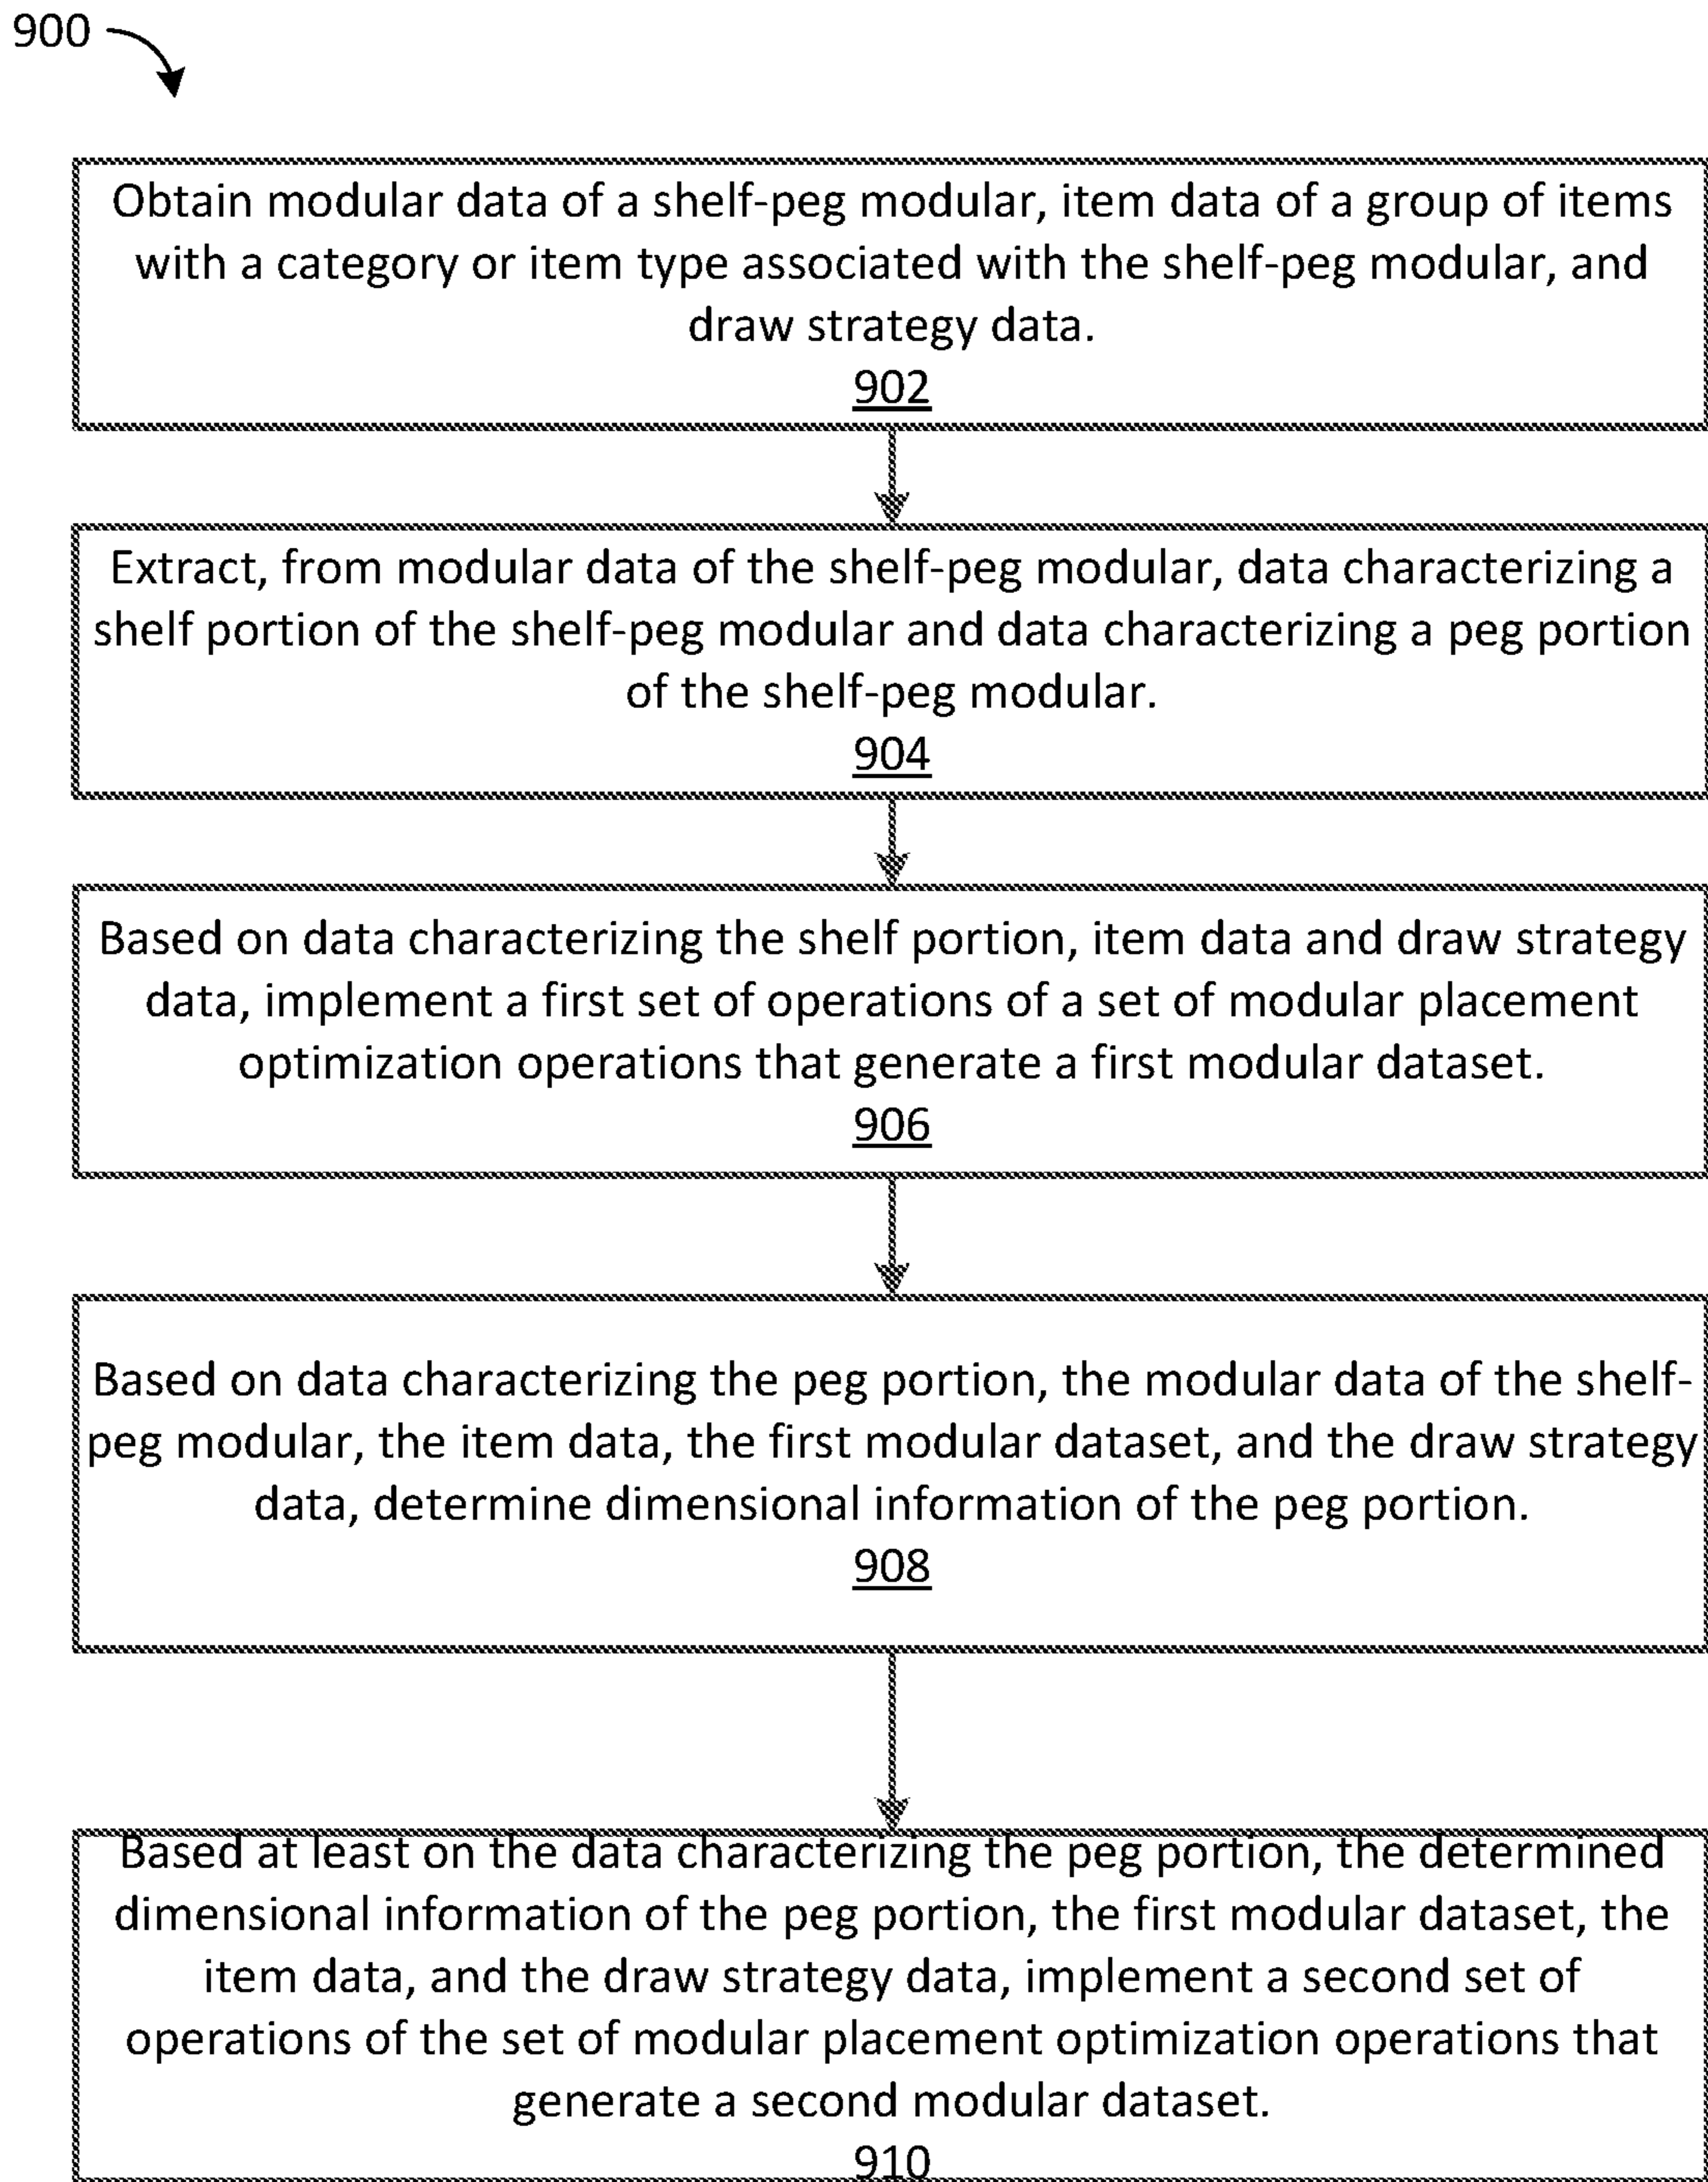 900
Obtain modular data of a shelf-peg modular, item data of a group of items
with a category or item type associated with the shelf-peg modular, and
draw strategy data.
902
Extract, from modular data of the shelf-peg modular, data characterizing a
shelf portion of the shelf-peg modular and data characterizing a peg portion
of the shelf-peg modular.
904
Based on data characterizing the shelf portion, item data and draw strategy
data, implement a first set of operations of a set of modular placement
optimization operations that generate a first modular dataset.
906
Based on data characterizing the peg portion, the modular data of the shelf-
peg modular, the item data, the first modular dataset, and the draw strategy
data, determine dimensional information of the peg portion.
908
Based at least on the data characterizing the peg portion, the determined
dimensional information of the peg portion, the first modular dataset, the
item data, and the draw strategy data, implement a second set of
operations of the set of modular placement optimization operations that
generate a second modular dataset.
910